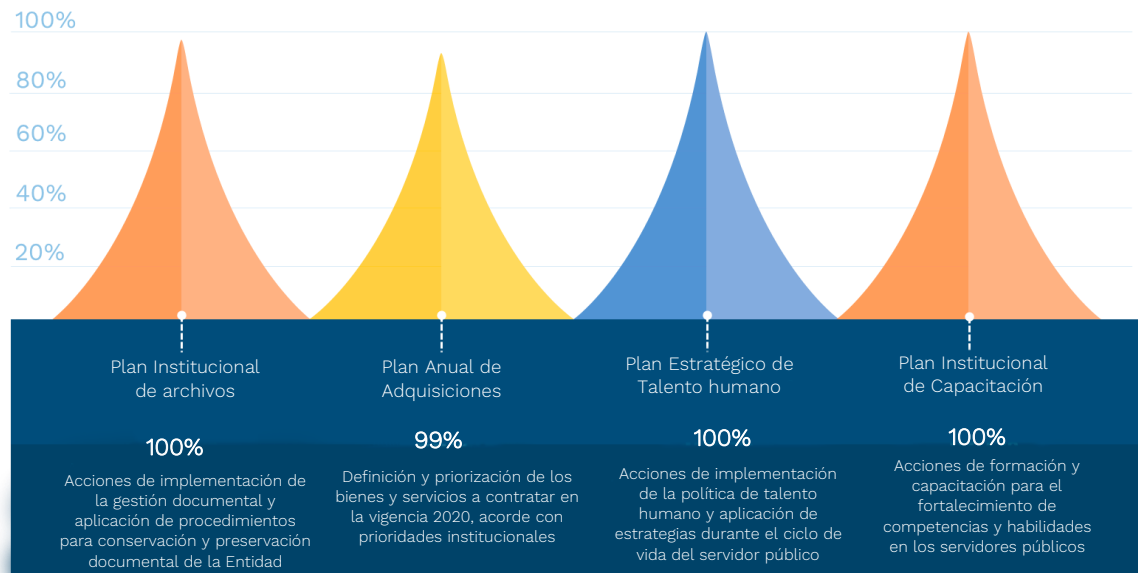 100%
80%
60%
40%
20%
Plan Institucional
de archivos
100%
Acciones de implementación de
la gestión documental y
aplicación de procedimientos
para conservación y preservación
documental de la Entidad
Plan Anual de
Adquisiciones
99%
Definición y priorización de los
bienes y servicios a contratar en
la vigencia 2020, acorde con
prioridades institucionales
Plan Estratégico de
Talento humano
100%
Acciones de implementación
de la política de talento
humano y aplicación de
estrategias durante el ciclo de
vida del servidor público
Plan Institucional
de Capacitación
100%
Acciones de formación y
capacitación para el
fortalecimiento de
competencias y habilidades
en los servidores públicos